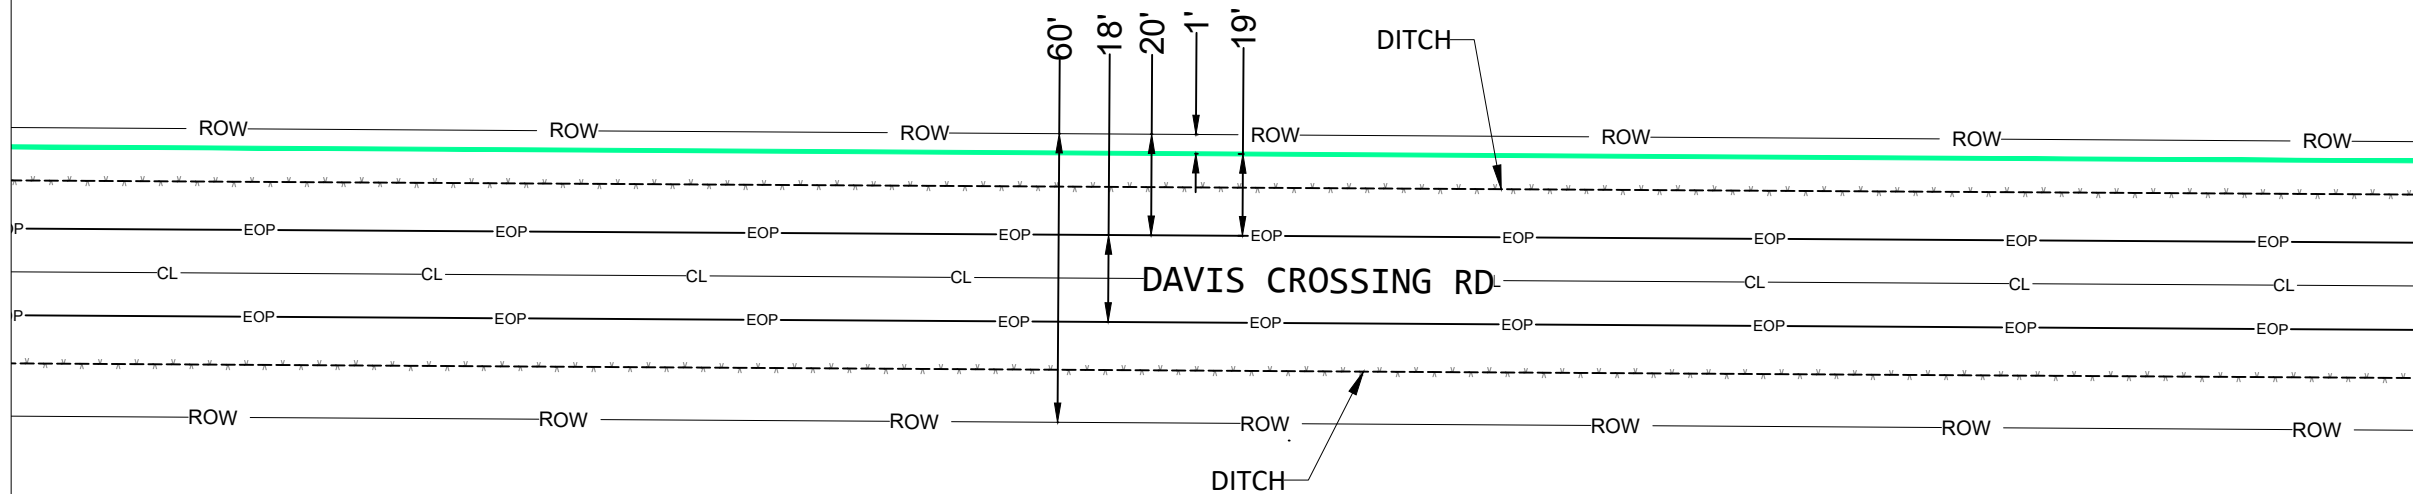 60' 18' 20' 1' 19'
DITCH
ROW ROW ROW ROW ROW ROW ROW
P EOP EOP EOP EOP EOP EOP EOP EOP EOP
CL CL CL CL DAVIS CROSSING RD CL CL CL
P EOP EOP EOP EOP EOP EOP EOP EOP EOP
ROW ROW ROW ROW ROW ROW ROW
DITCH